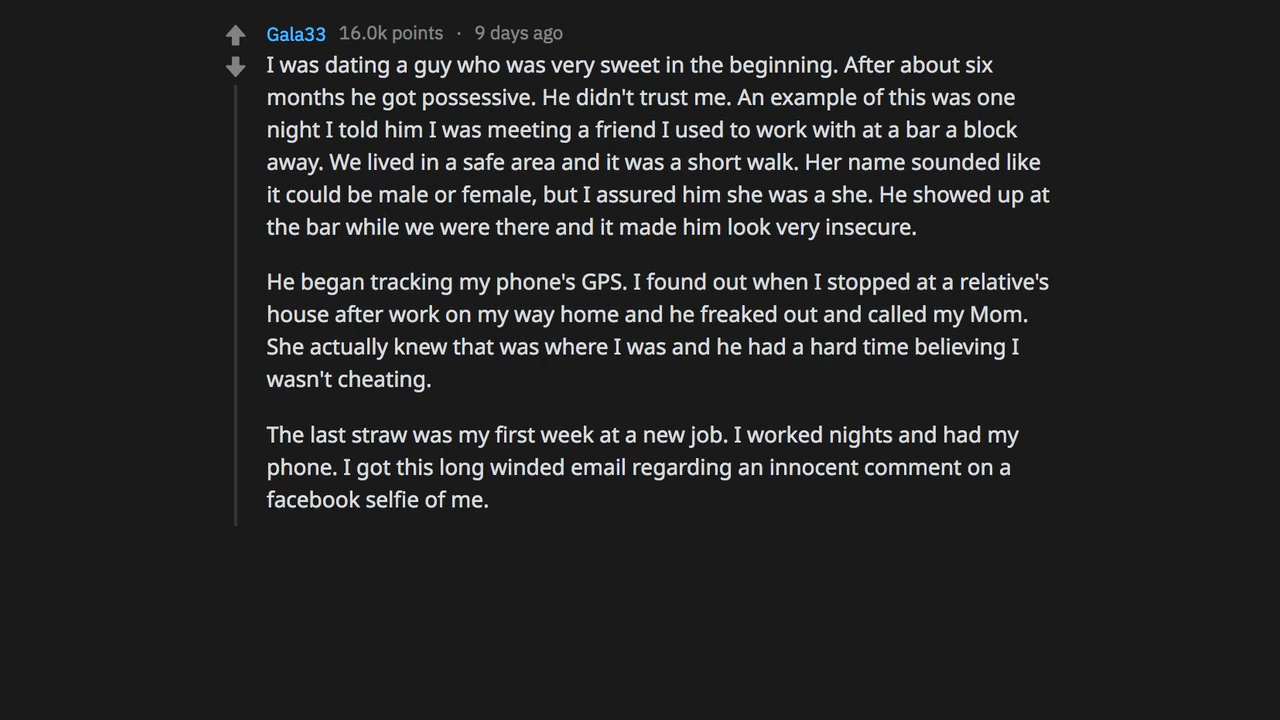 Gala33 16.0k points · 9 days ago
I was dating a guy who was very sweet in the beginning. After about six
months he got possessive. He didn't trust me. An example of this was one
night I told him I was meeting a friend I used to work with at a bar a block
away. We lived in a safe area and it was a short walk. Her name sounded like
it could be male or female, but I assured him she was a she. He showed up at
the bar while we were there and it made him look very insecure.
He began tracking my phone's GPS. I found out when I stopped at a relative's
house after work on my way home and he freaked out and called my Mom.
She actually knew that was where I was and he had a hard time believing I
wasn't cheating.
The last straw was my first week at a new job. I worked nights and had my
phone. I got this long winded email regarding an innocent comment on a
facebook selfie of me.